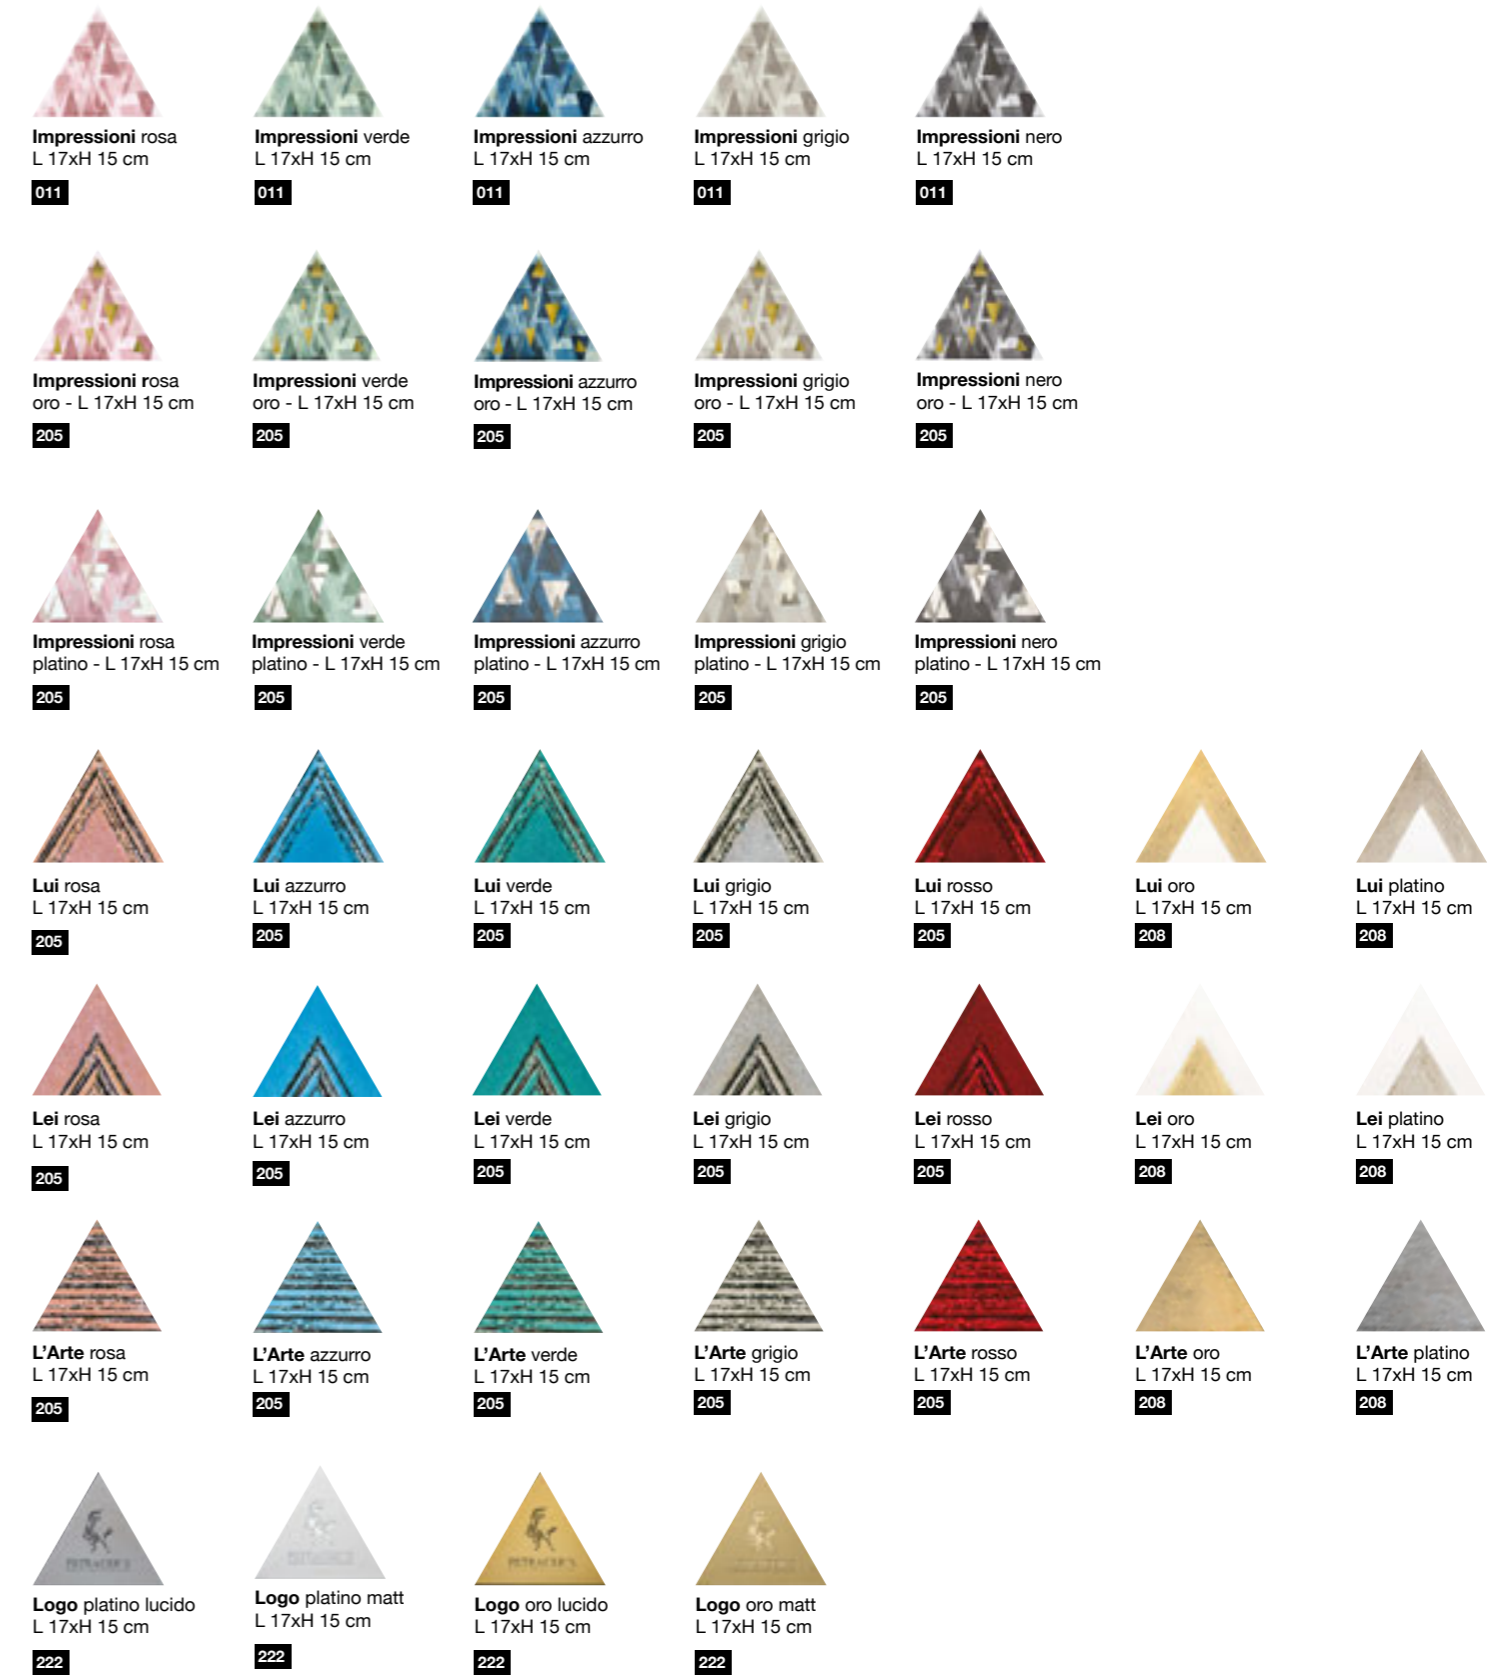 Impressioni rosa
L 17xH 15 cm
011
Impressioni verde
L 17xH 15 cm
011
Impressioni azzurro
L 17xH 15 cm
011
Impressioni grigio
L 17xH 15 cm
011
Impressioni nero
L 17xH 15 cm
011
Impressioni rosa
oro - L 17xH 15 cm
205
Impressioni verde
oro - L 17xH 15 cm
205
Impressioni azzurro
oro - L 17xH 15 cm
205
Impressioni grigio
oro - L 17xH 15 cm
205
Impressioni nero
oro - L 17xH 15 cm
205
Impressioni rosa
platino - L 17xH 15 cm
205
Impressioni verde
platino - L 17xH 15 cm
205
Impressioni azzurro
platino - L 17xH 15 cm
205
Impressioni grigio
platino - L 17xH 15 cm
205
Impressioni nero
platino - L 17xH 15 cm
205
Lui rosa
L 17xH 15 cm
205
Lui azzurro
L 17xH 15 cm
205
Lui verde
L 17xH 15 cm
205
Lui grigio
L 17xH 15 cm
205
Lui rosso
L 17xH 15 cm
205
Lui oro
L 17xH 15 cm
208
Lui platino
L 17xH 15 cm
208
Lei rosa
L 17xH 15 cm
205
Lei azzurro
L 17xH 15 cm
205
Lei verde
L 17xH 15 cm
205
Lei grigio
L 17xH 15 cm
205
Lei rosso
L 17xH 15 cm
205
Lei oro
L 17xH 15 cm
208
Lei platino
L 17xH 15 cm
208
L’Arte rosa
L 17xH 15 cm
205
L’Arte azzurro
L 17xH 15 cm
205
L’Arte verde
L 17xH 15 cm
205
L’Arte grigio
L 17xH 15 cm
205
L’Arte rosso
L 17xH 15 cm
205
L’Arte oro
L 17xH 15 cm
208
L’Arte platino
L 17xH 15 cm
208
Logo platino lucido
L 17xH 15 cm
222
Logo platino matt
L 17xH 15 cm
222
Logo oro lucido
L 17xH 15 cm
222
Logo oro matt
L 17xH 15 cm
222